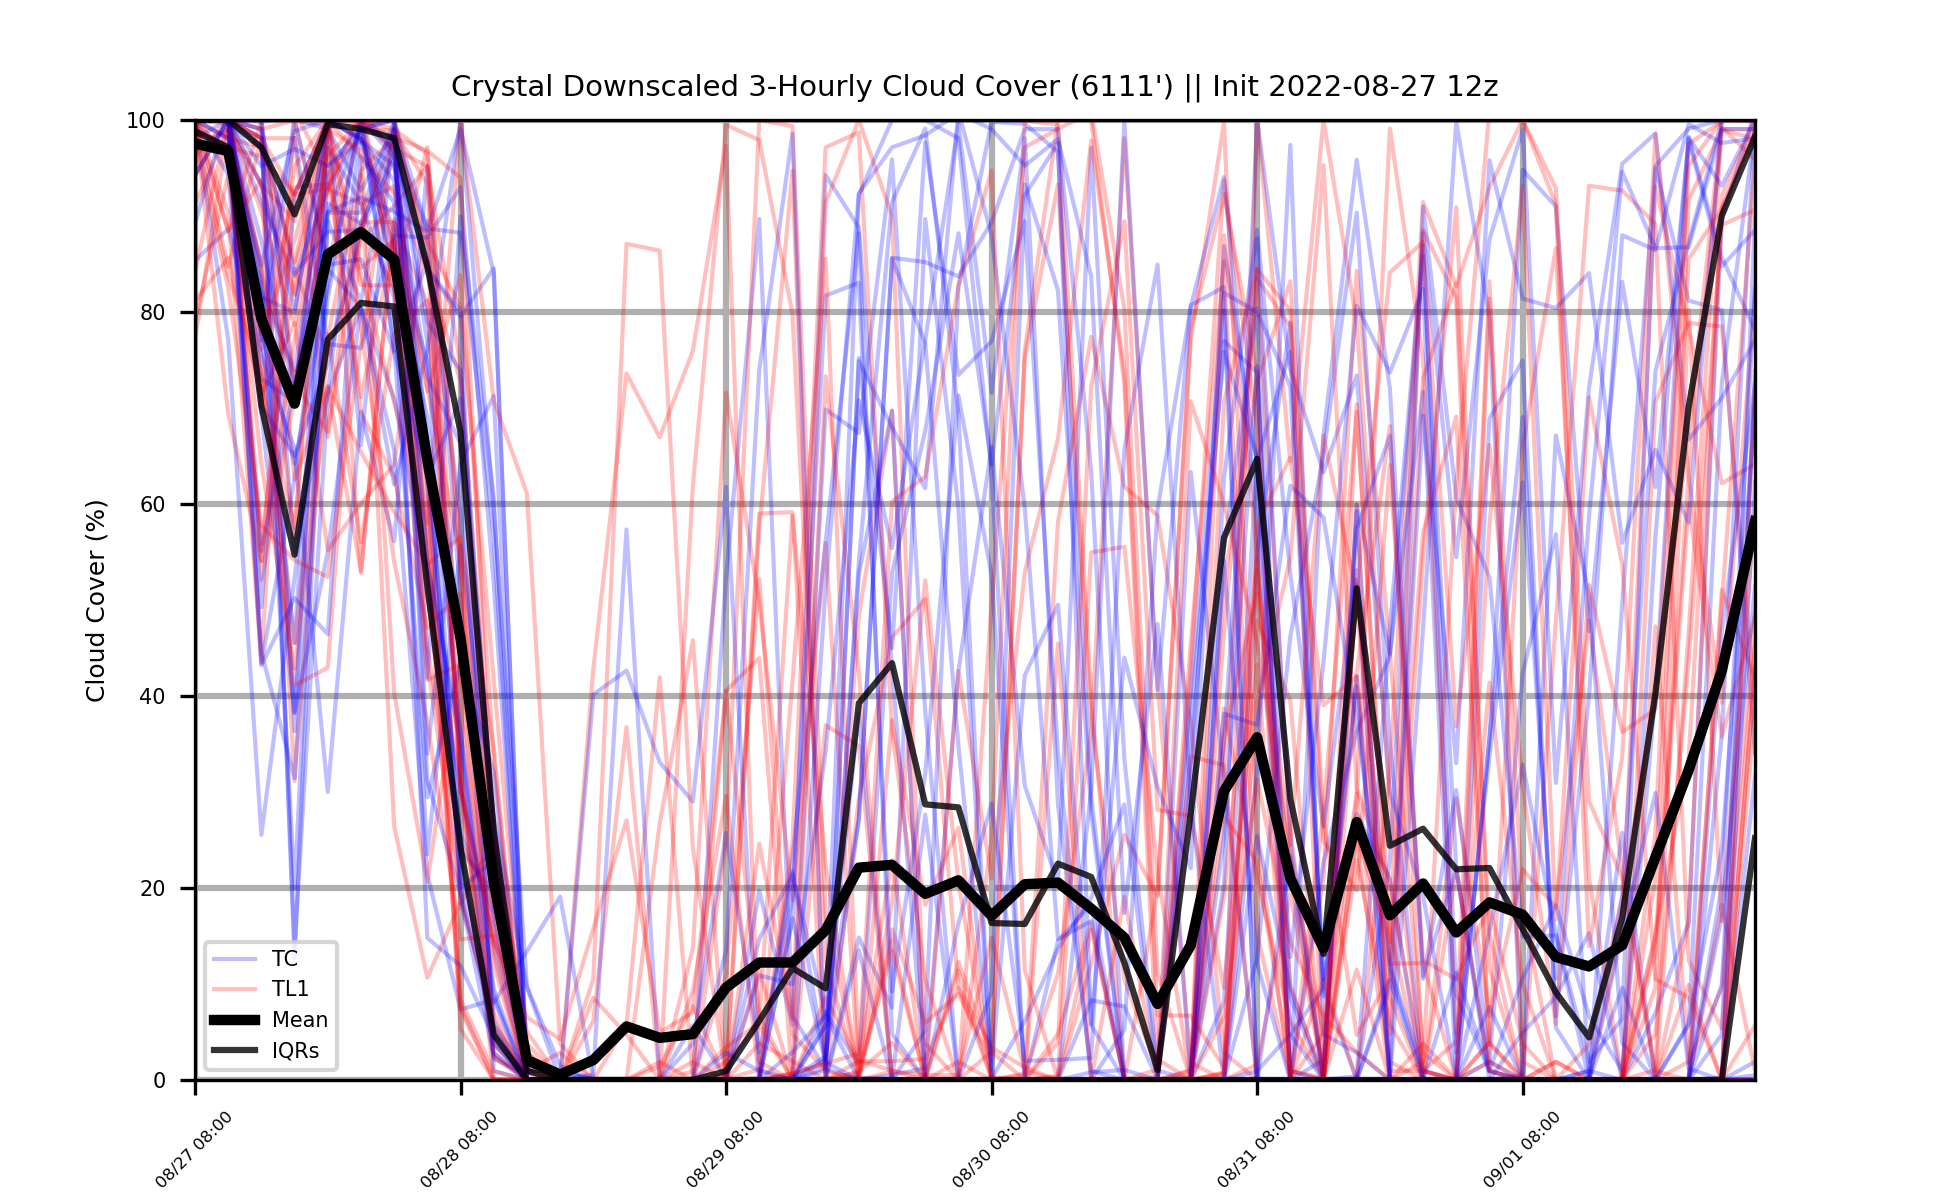 Crystal Downscaled 3-Hourly Cloud Cover (6111') || Init 2022-08-27 12z
Cloud Cover (%)
100
80
60
40
20
0
TC
TL1
Mean
IQRs
08/27 08:00
08/28 08:00
08/29 08:00
08/30 08:00
08/31 08:00
09/01 08:00